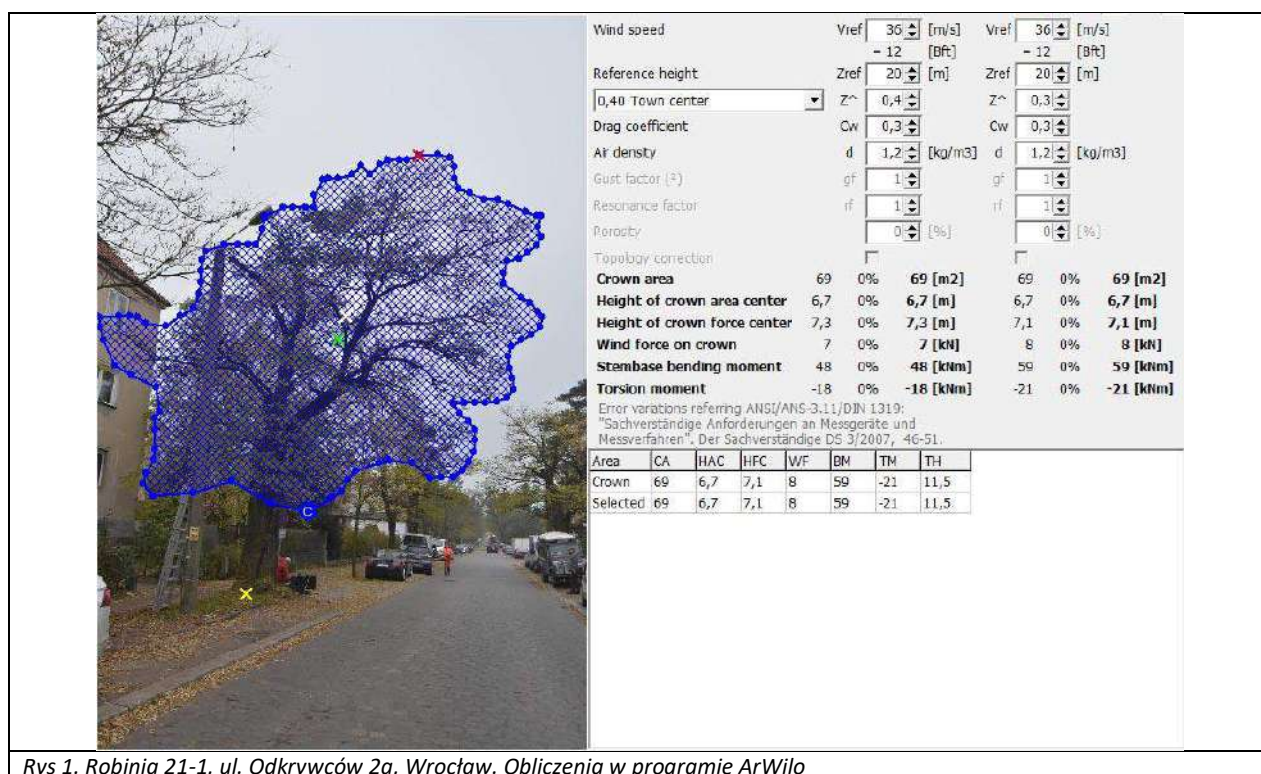 Wind speed Vref 36 [m/s] Vref 36 [m/s]
~ 12 [Bft] ~ 12 [Bft]
Reference height Zref 20 [m] Zref 20 [m]
0,40 Town center Z^ 0,4 Z^ 0,3
Drag coefficient Cw 0,3 Cw 0,3
Air density d 1,2 [kg/m3] d 1,2 [kg/m3]
Gust factor (²) gf 1 gf 1
Resonance factor rf 1 rf 1
Porosity 0 [%] 0 [%]
Topology correction
Crown area 69 0% 69 [m2] 69 0% 69 [m2]
Height of crown area center 6,7 0% 6,7 [m] 6,7 0% 6,7 [m]
Height of crown force center 7,3 0% 7,3 [m] 7,1 0% 7,1 [m]
Wind force on crown 7 0% 7 [kN] 8 0% 8 [kN]
Stembase bending moment 48 0% 48 [kNm] 59 0% 59 [kNm]
Torsion moment -18 0% -18 [kNm] -21 0% -21 [kNm]
Error variations referring ANSI/ANS-3.11/DIN 1319:
"Sachverständige Anforderungen an Messgeräte und
Messverfahren". Der Sachverständige DS 3/2007, 46-51.
Area CA HAC HFC WF BM TM TH
Crown 69 6,7 7,1 8 59 -21 11,5
Selected 69 6,7 7,1 8 59 -21 11,5
C
Rys 1. Robinia 21-1, ul. Odkrywców 2a, Wrocław. Obliczenia w programie ArWilo